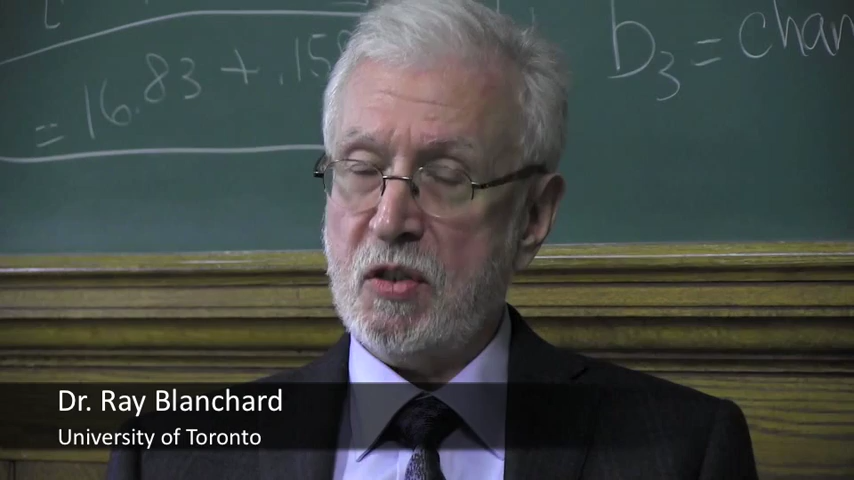 = 16.83 + .15
b₃ = chan
Dr. Ray Blanchard
University of Toronto